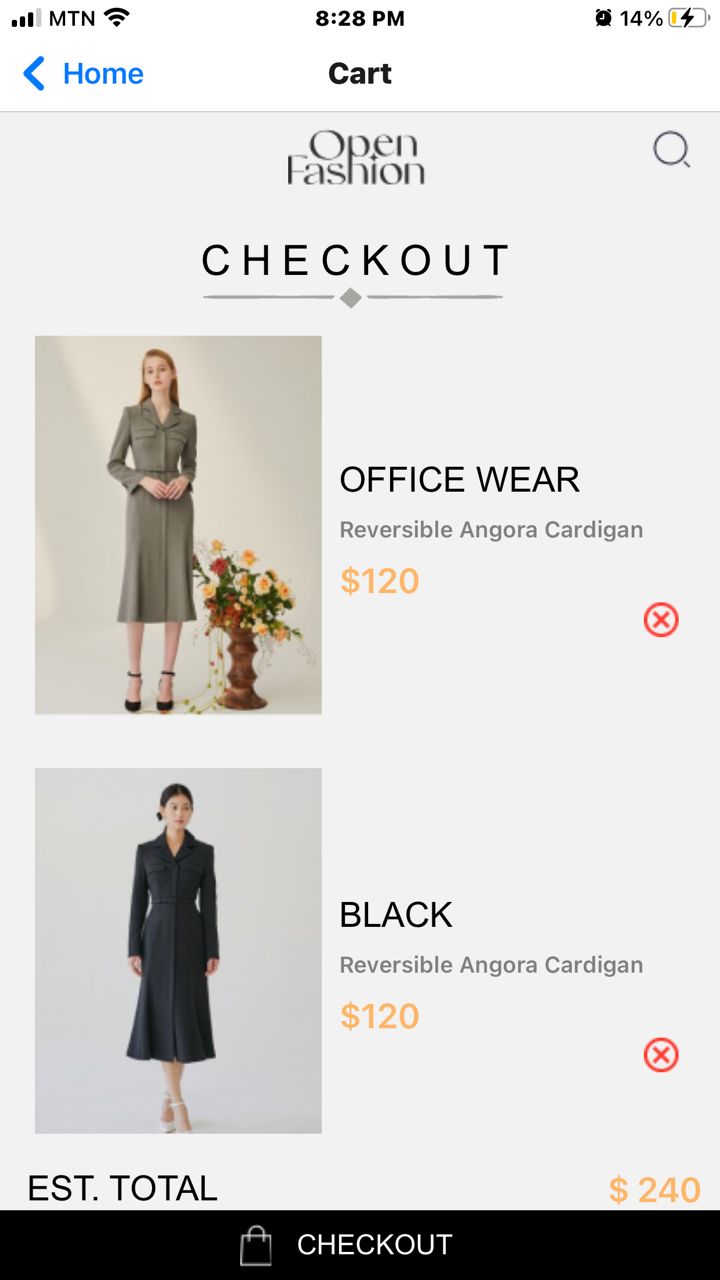 MTN 8:28 PM 14%
Home Cart
Open
Fashion
CHECKOUT
OFFICE WEAR
Reversible Angora Cardigan
$120
BLACK
Reversible Angora Cardigan
$120
EST. TOTAL $ 240
CHECKOUT